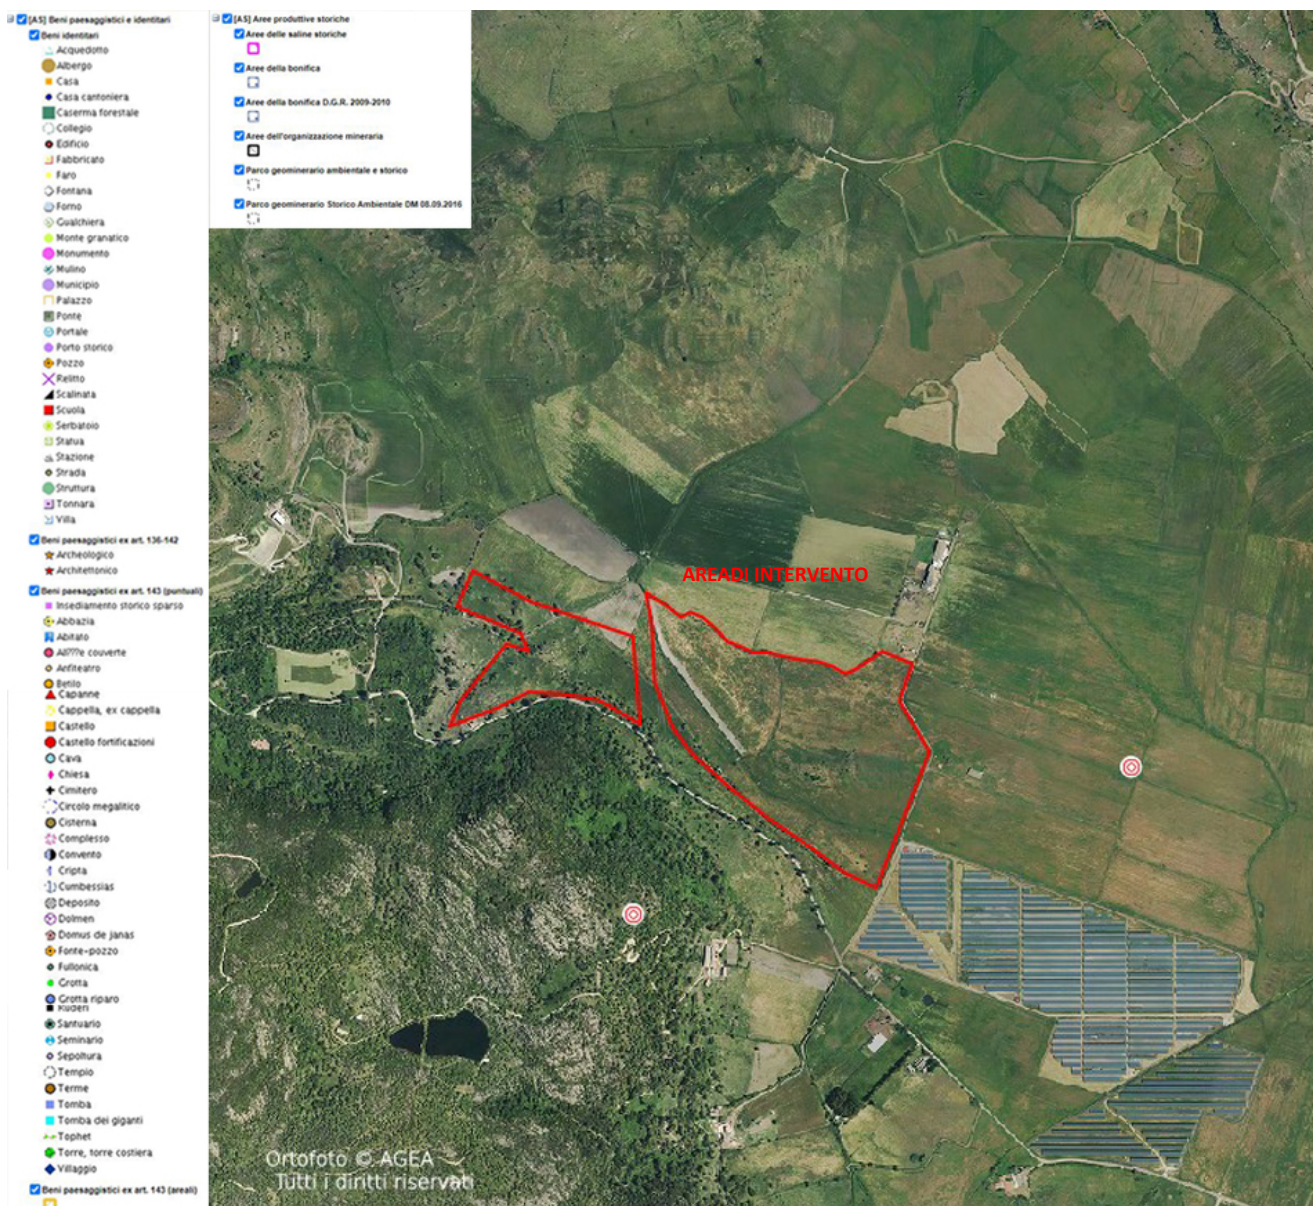 [AS] Beni paesaggistici e identitari
Beni identitari
Acquedotto
Albergo
Casa
Casa cantoniera
Caserma forestale
Collegio
Edificio
Fabbricato
Faro
Fontana
Forno
Gualchiera
Monte granatico
Monumento
Mulino
Municipio
Palazzo
Ponte
Portale
Porto storico
Pozzo
Relitto
Scalinata
Scuola
Serbatoio
Statua
Stazione
Strada
Struttura
Tonnara
Villa
Beni paesaggistici ex art. 136-142
Archeologico
Architettonico
Beni paesaggistici ex art. 143 (puntuali)
Insediamento storico sparso
Abbazia
Abitato
All???e couverte
Anfiteatro
Betilo
Capanne
Cappella, ex cappella
Castello
Castello fortificazioni
Cava
Chiesa
Cimitero
Circolo megalitico
Cisterna
Complesso
Convento
Cripta
Cumbessias
Deposito
Dolmen
Domus de janas
Fonte-pozzo
Fullonica
Grotta
Grotta riparo
Ruderi
Santuario
Seminario
Sepoltura
Tempio
Terme
Tomba
Tomba dei giganti
Tophet
Torre, torre costiera
Villaggio
Beni paesaggistici ex art. 143 (areali)
[AS] Aree produttive storiche
Aree delle saline storiche
Aree della bonifica
Aree della bonifica D.G.R. 2009-2010
Aree dell'organizzazione mineraria
Parco geominerario ambientale e storico
Parco geominerario Storico Ambientale DM 08.09.2016
AREADI INTERVENTO
Ortofoto © AGEA
Tutti i diritti riservati